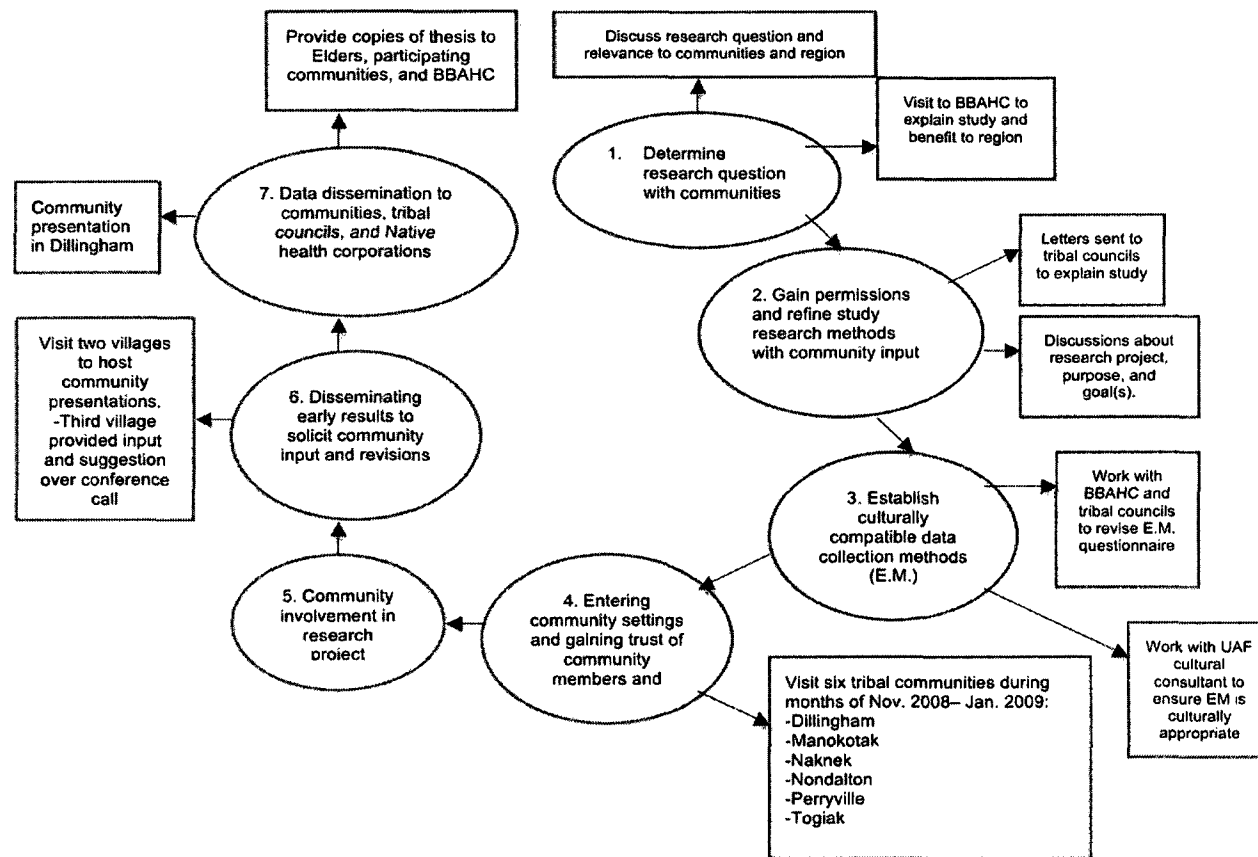 Provide copies of thesis to
Elders, participating
communities, and BBAHC
Discuss research question and
relevance to communities and region
Visit to BBAHC to
explain study and
benefit to region
1. Determine
research question
with communities
7. Data dissemination to
communities, tribal
councils, and Native
health corporations
Community
presentation
in Dillingham
Letters sent to
tribal councils
to explain study
2. Gain permissions
and refine study
research methods
with community input
Discussions about
research project,
purpose, and
goal(s).
Visit two villages
to host
community
presentations.
-Third village
provided input
and suggestion
over conference
call
6. Disseminating
early results to
solicit community
input and revisions
3. Establish
culturally
compatible data
collection methods
(E.M.)
Work with
BBAHC and
tribal councils
to revise E.M.
questionnaire
5. Community
involvement in
research
project
4. Entering
community settings
and gaining trust of
community
members and
Work with UAF
cultural
consultant to
ensure EM is
culturally
appropriate
Visit six tribal communities during
months of Nov. 2008– Jan. 2009:
-Dillingham
-Manokotak
-Naknek
-Nondalton
-Perryville
-Togiak